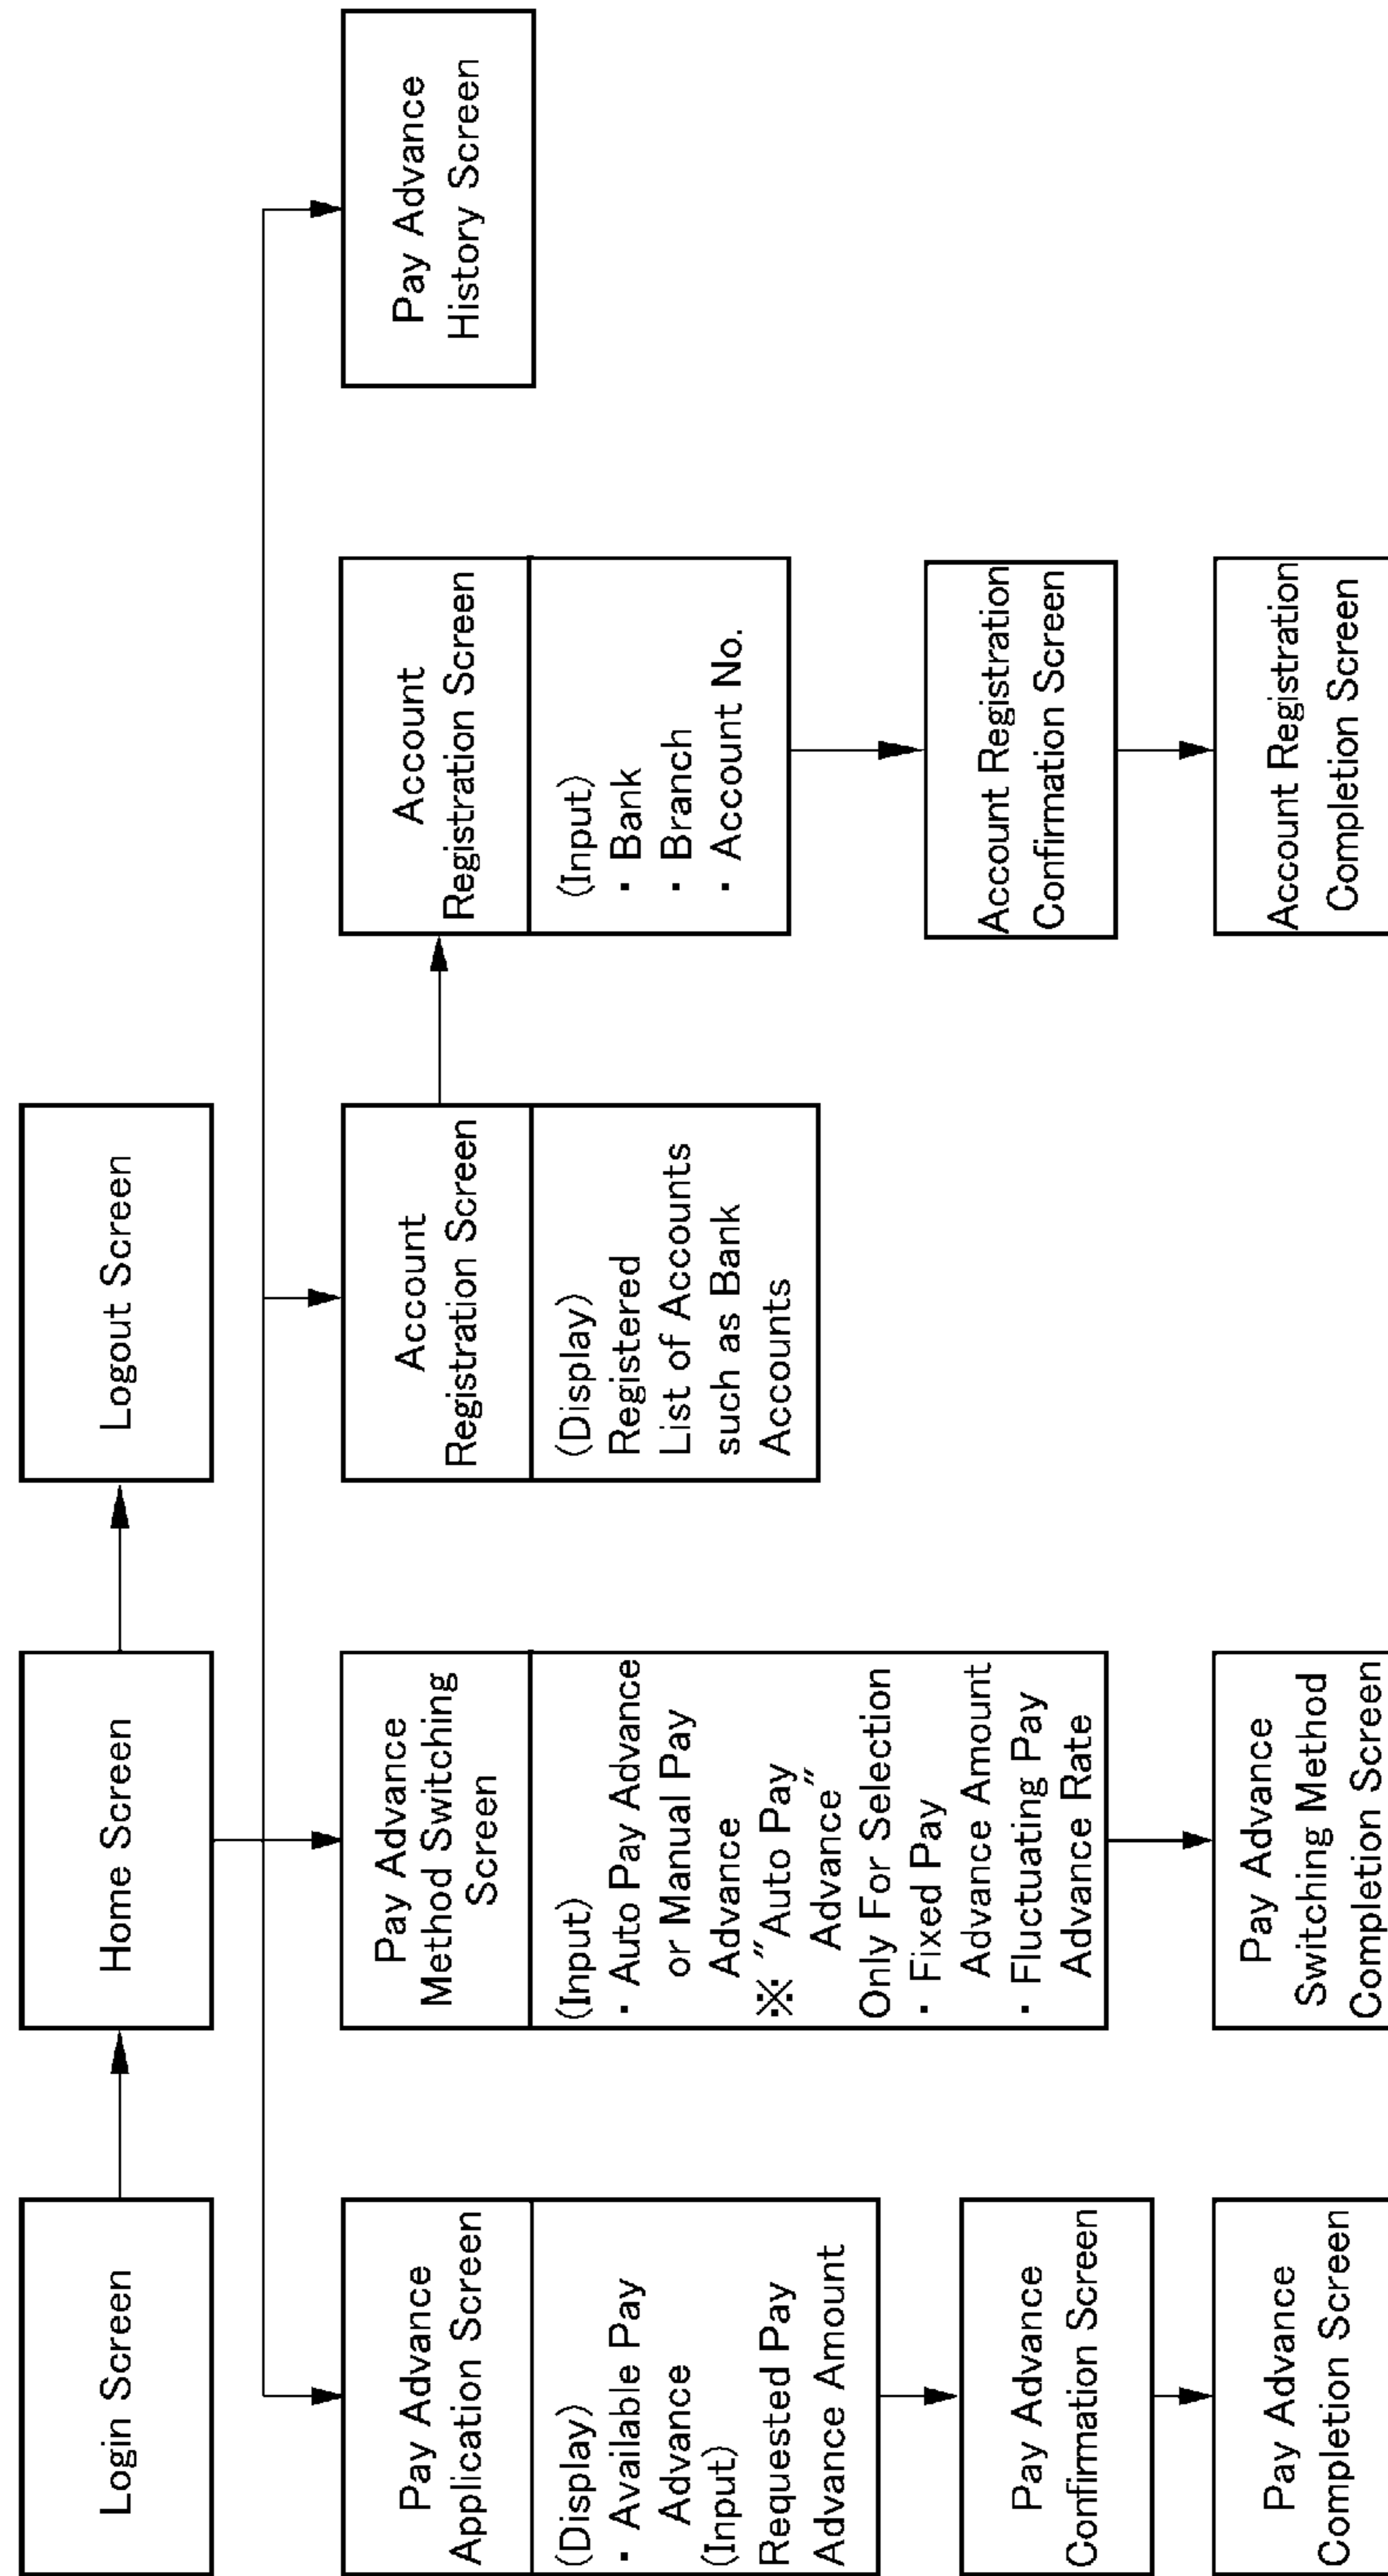 Login Screen
Home Screen
Logout Screen
Pay Advance
Application Screen
(Display)
・Available Pay
Advance
(Input)
Requested Pay
Advance Amount
Pay Advance
Confirmation Screen
Pay Advance
Completion Screen
Pay Advance
Method Switching
Screen
(Input)
・Auto Pay Advance
or Manual Pay
Advance
※ "Auto Pay
Advance"
Only For Selection
・Fixed Pay
Advance Amount
・Fluctuating Pay
Advance Rate
Pay Advance
Switching Method
Completion Screen
Account
Registration Screen
(Display)
Registered
List of Accounts
such as Bank
Accounts
Account
Registration Screen
(Input)
・Bank
・Branch
・Account No.
Account Registration
Confirmation Screen
Account Registration
Completion Screen
Pay Advance
History Screen